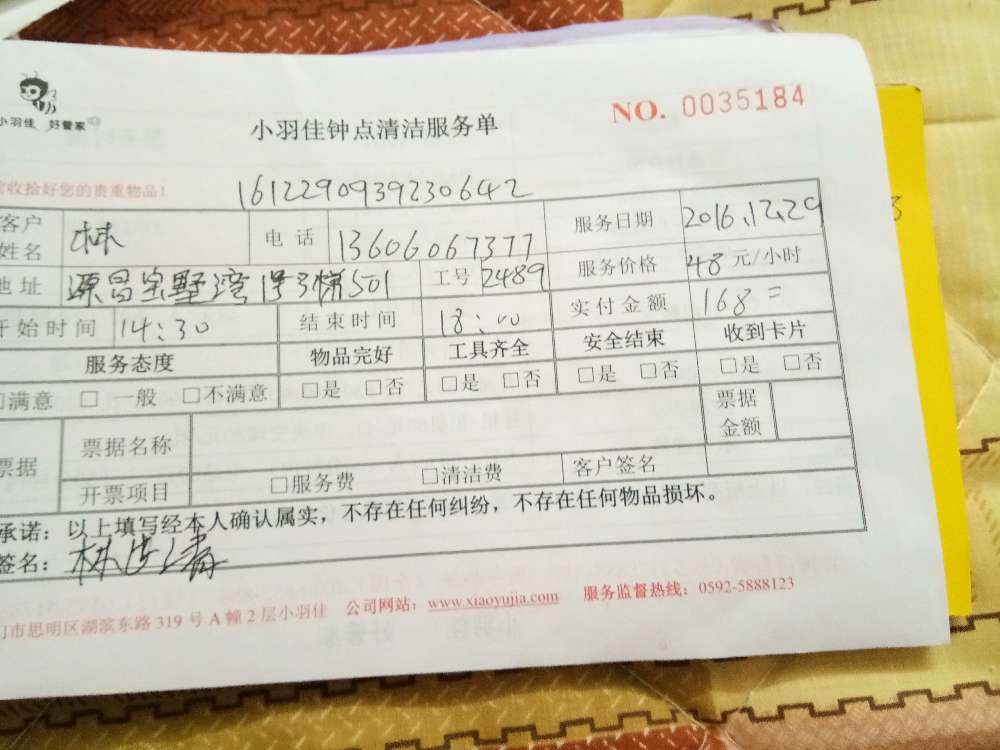 小羽佳 好管家
小羽佳钟点清洁服务单
NO. 0035184
收拾好您的贵重物品！
1612290939230642
客户姓名 林 电话 13606067377 服务日期 2016.12.29
地址 源昌宝墅湾 501 工号 2489 服务价格 48 元/小时
开始时间 14:30 结束时间 18:00 实付金额 168=
服务态度 物品完好 工具齐全 安全结束 收到卡片
□满意 □ 一般 □不满意 □是 □否 □是 □否 □是 □否 □是 □否
票据 票据名称 票据金额
开票项目 □服务费 □清洁费 客户签名
承诺：以上填写经本人确认属实，不存在任何纠纷，不存在任何物品损坏。
签名：林
门市思明区湖滨东路 319 号 A 幢 2 层小羽佳 公司网站：www.xiaoyujia.com 服务监督热线：0592-5888123